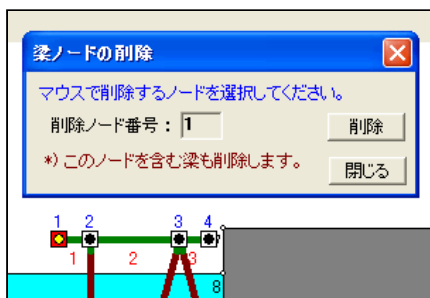 梁ノードの削除
マウスで削除するノードを選択してください。
削除ノード番号： 1
削除
*) このノードを含む梁も削除します。
閉じる
1 2 3 4
1 2 3
8